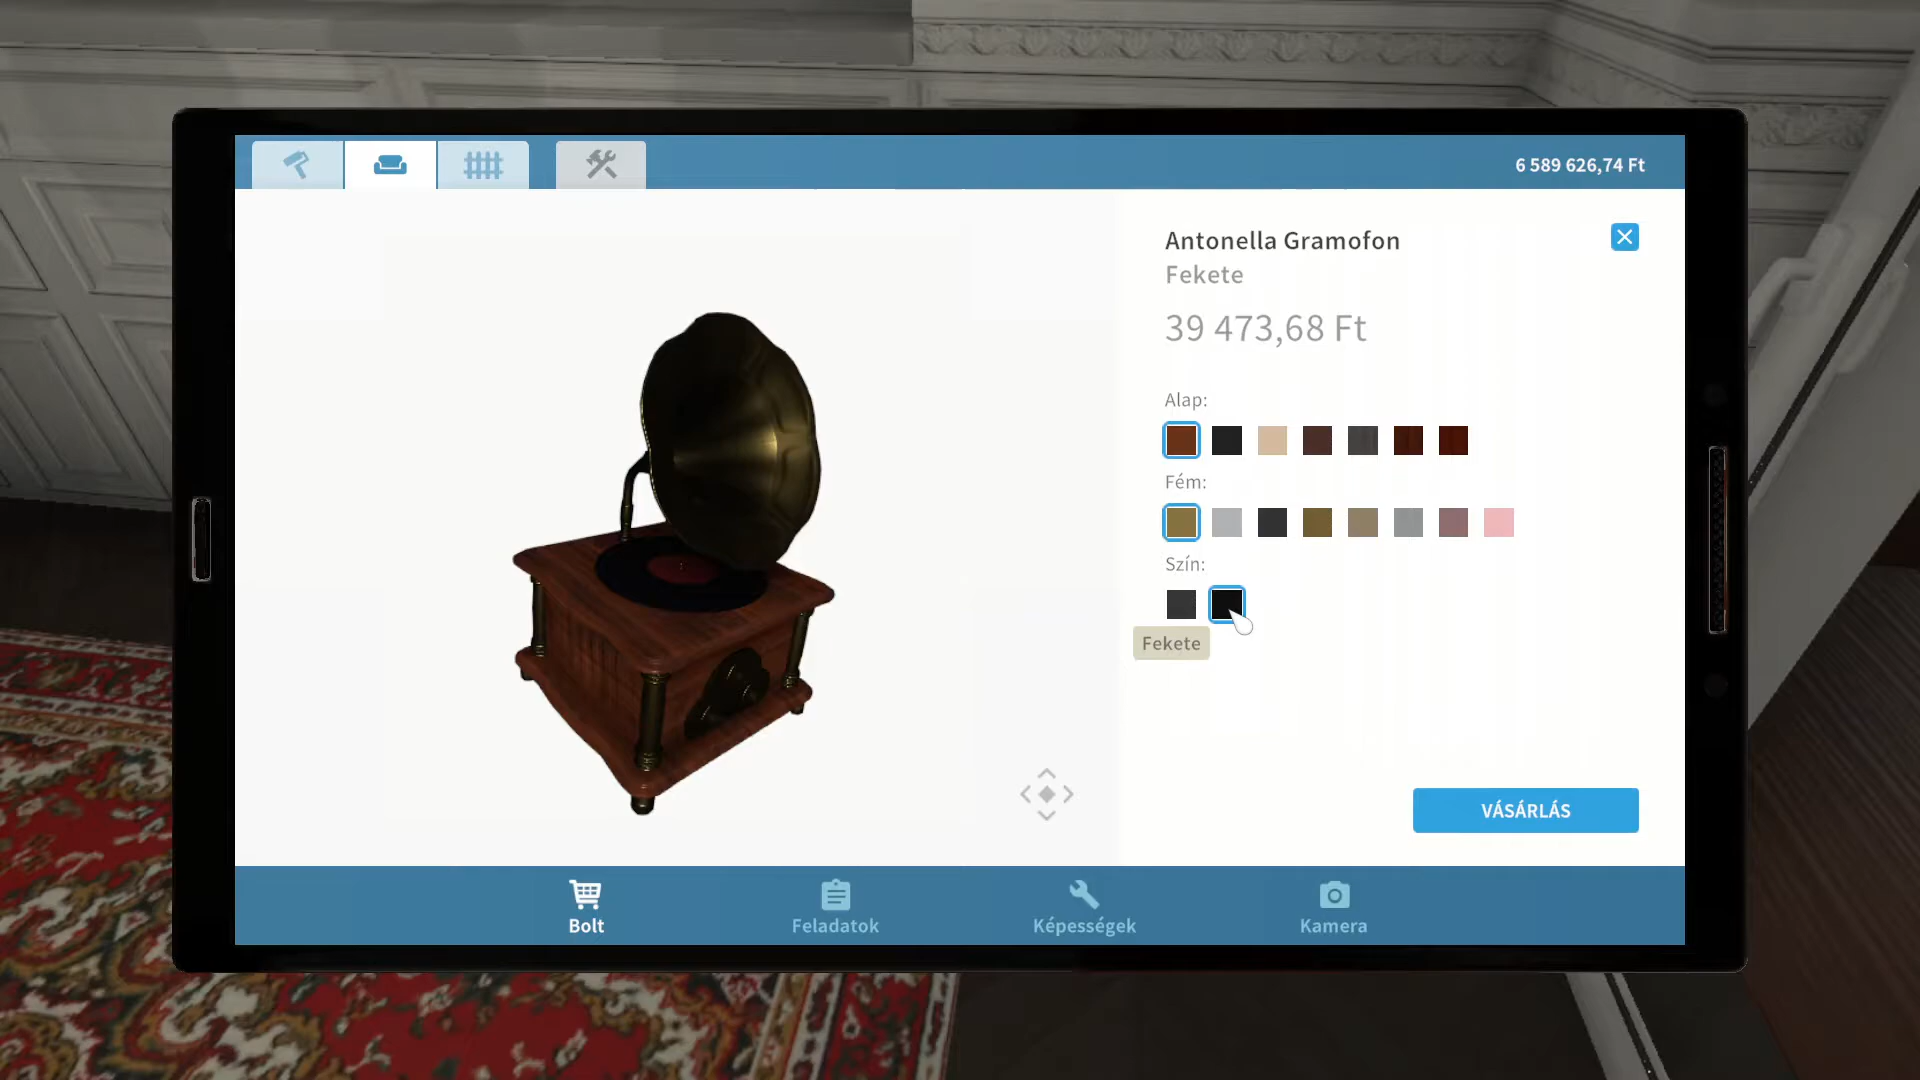 6 589 626,74 Ft
Antonella Gramofon
Fekete
39 473,68 Ft
Alap:
Fém:
Szín:
Fekete
VÁSÁRLÁS
Bolt
Feladatok
Képességek
Kamera